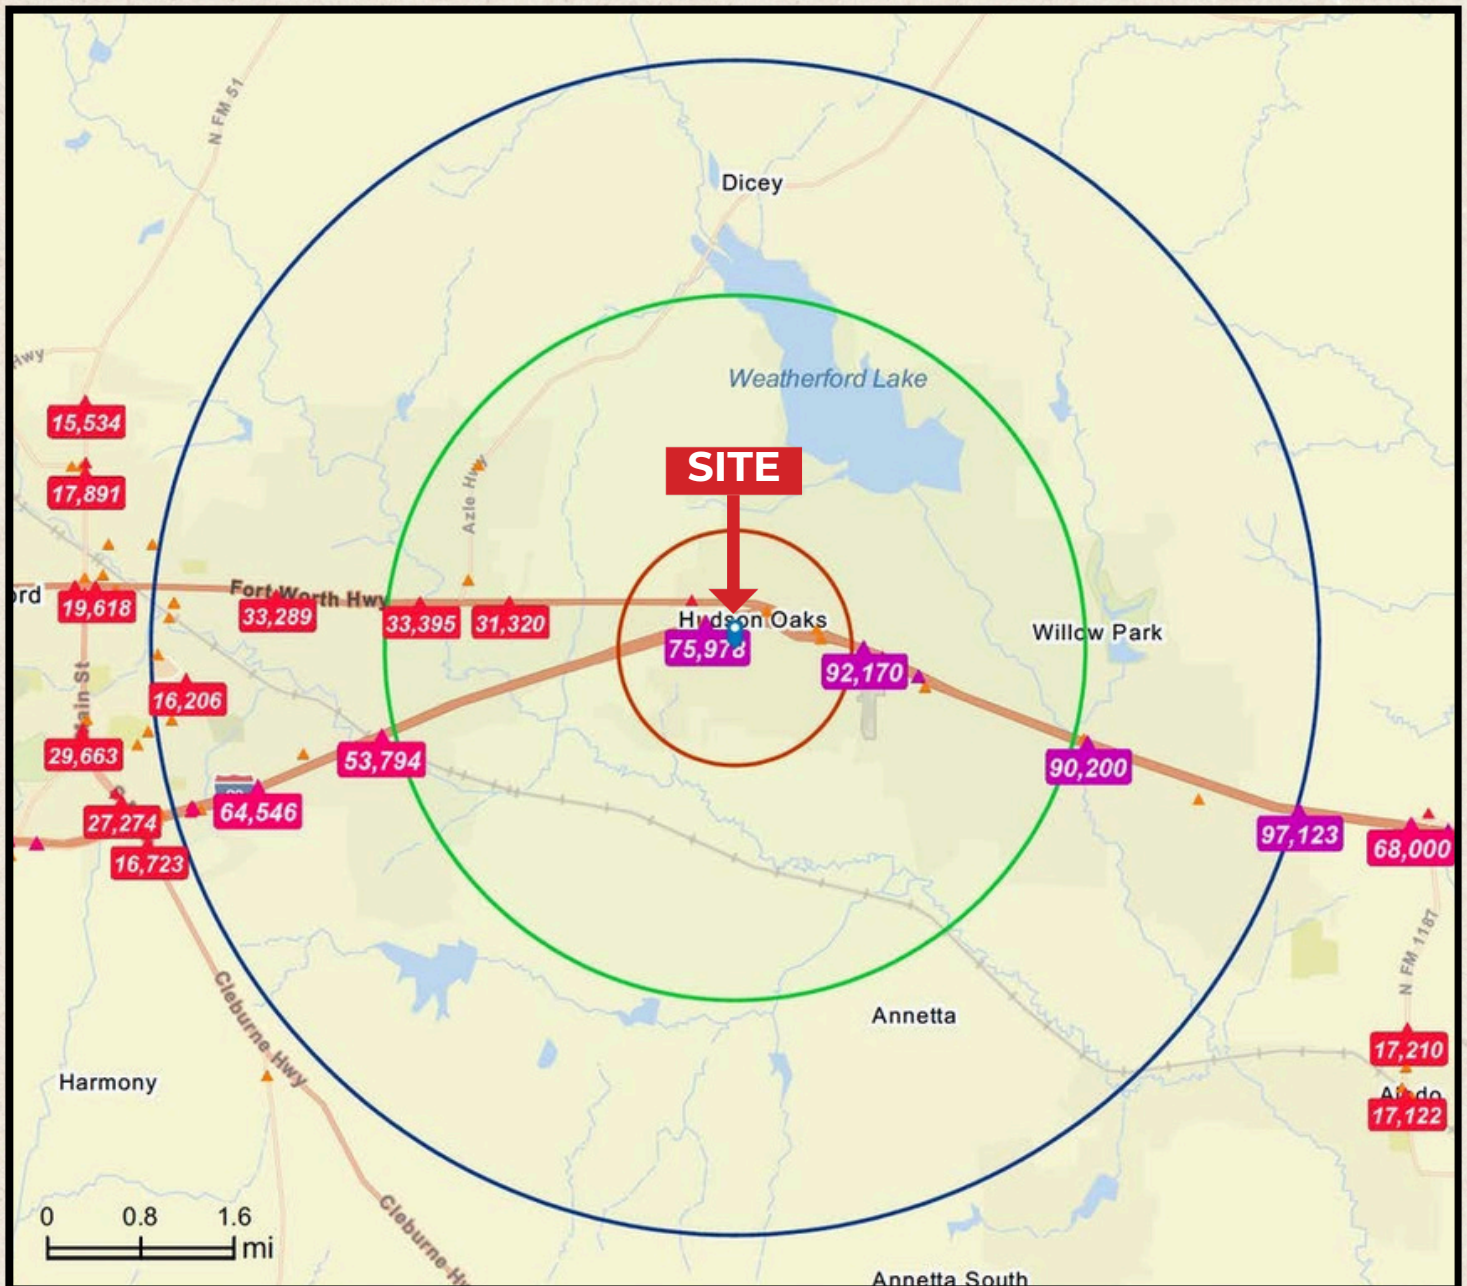 N FM 51
Dicey
Hwy
Weatherford Lake
15,534
17,891
SITE
Azle Hwy
ord
19,618
Fort Worth Hwy
33,289
33,395
31,320
Hudson Oaks
75,978
Willow Park
92,170
Main St
16,206
29,663
53,794
90,200
64,546
27,274
16,723
97,123
68,000
N FM 1187
Cleburne Hwy
Annetta
17,210
17,122
Harmony
Cleburne Hw
0 0.8 1.6
mi
Annetta South